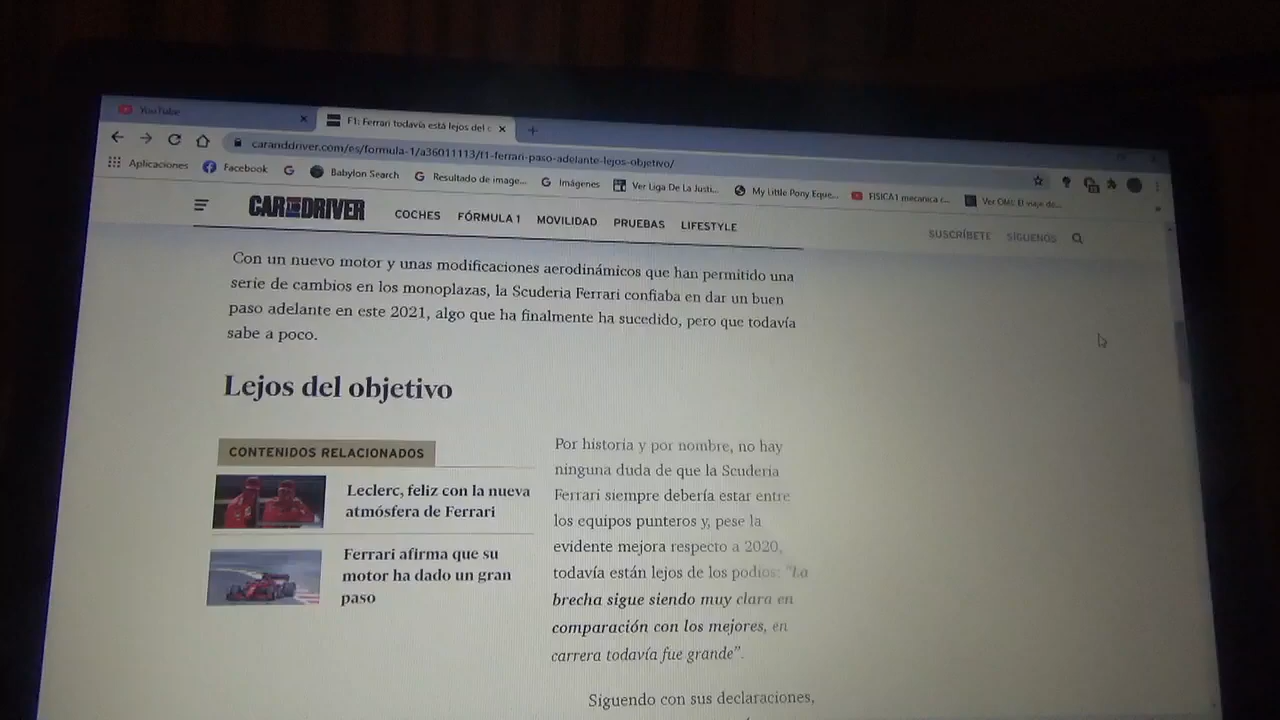 YouTube
F1: Ferrari todavía está lejos del c
caranddriver.com/es/formula-1/a36011113/f1-ferrari-paso-adelante-lejos-objetivo/
Aplicaciones Facebook Babylon Search Resultado de image... Imágenes Ver Liga De La Justi... My Little Pony Eque... FISICA1 mecanica r... Ver OMC El viaje de...
CAR DRIVER COCHES FÓRMULA 1 MOVILIDAD PRUEBAS LIFESTYLE SUSCRÍBETE SÍGUENOS
Con un nuevo motor y unas modificaciones aerodinámicos que han permitido una
serie de cambios en los monoplazas, la Scuderia Ferrari confiaba en dar un buen
paso adelante en este 2021, algo que ha finalmente ha sucedido, pero que todavía
sabe a poco.
Lejos del objetivo
CONTENIDOS RELACIONADOS
Leclerc, feliz con la nueva
atmósfera de Ferrari
Ferrari afirma que su
motor ha dado un gran
paso
Por historia y por nombre, no hay
ninguna duda de que la Scuderia
Ferrari siempre debería estar entre
los equipos punteros y, pese la
evidente mejora respecto a 2020,
todavía están lejos de los podios: "La
brecha sigue siendo muy clara en
comparación con los mejores, en
carrera todavía fue grande".
Siguendo con sus declaraciones,